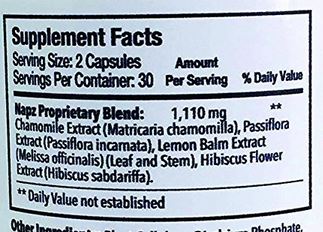 Supplement Facts
Serving Size: 2 Capsules Amount
Servings Per Container: 30 Per Serving % Daily Value
Napz Proprietary Blend: 1,110 mg **
Chamomile Extract (Matricaria chamomilla), Passiflora
Extract (Passiflora incarnata), Lemon Balm Extract
(Melissa officinalis) (Leaf and Stem), Hibiscus Flower
Extract (Hibiscus sabdariffa).
** Daily Value not established
Phosphate,